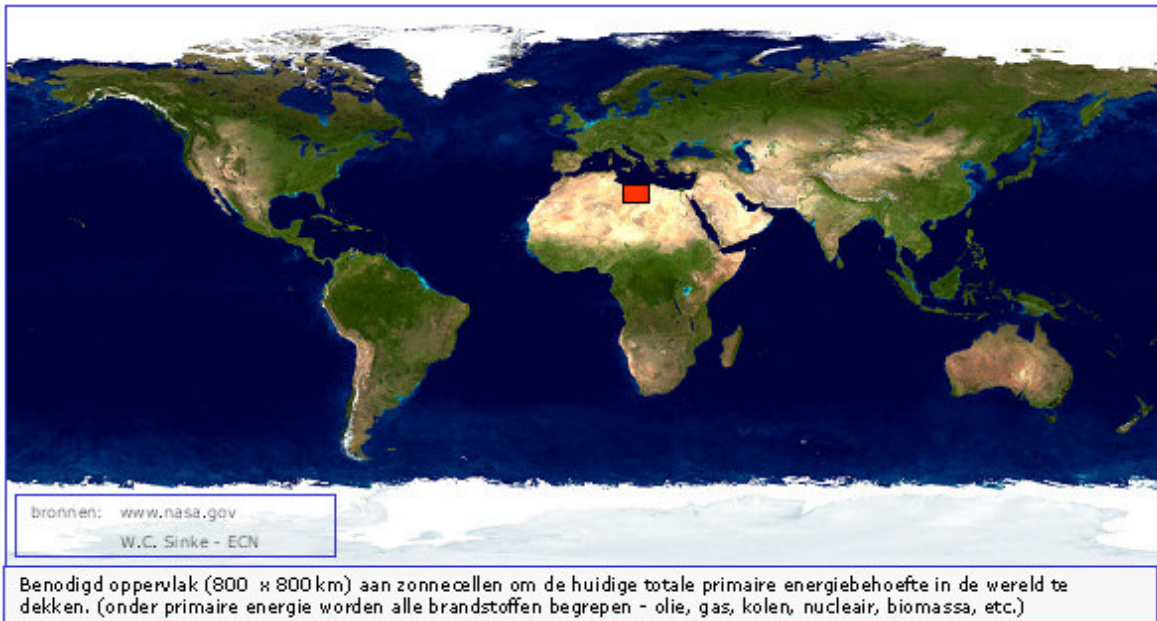 bronnen: www.nasa.gov
W.C. Sinke - ECN
Benodigd oppervlak (800 x 800 km) aan zonnecellen om de huidige totale primaire energiebehoefte in de wereld te
dekken. (onder primaire energie worden alle brandstoffen begrepen - olie, gas, kolen, nucleair, biomassa, etc.)